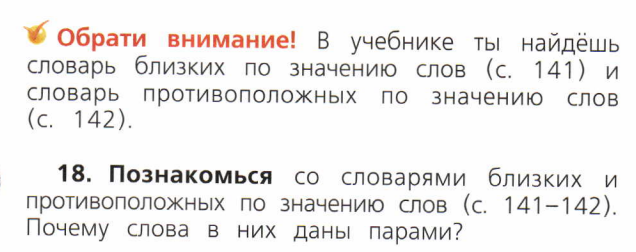 Обрати внимание! В учебнике ты найдёшь
словарь близких по значению слов (с. 141) и
словарь противоположных по значению слов
(с. 142).
18. Познакомься со словарями близких и
противоположных по значению слов (с. 141–142).
Почему слова в них даны парами?